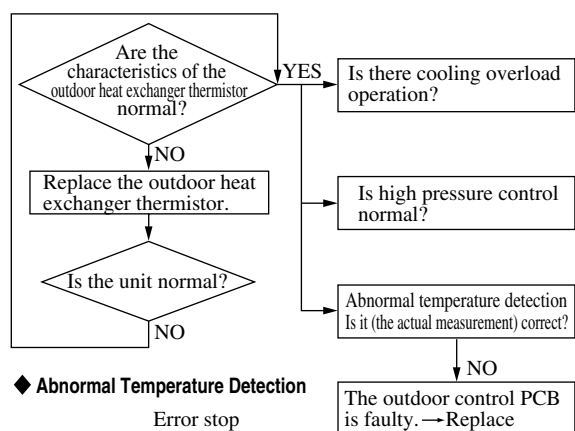 Are the
characteristics of the
outdoor heat exchanger thermistor
normal?
YES
Is there cooling overload
operation?
NO
Replace the outdoor heat
exchanger thermistor.
Is high pressure control
normal?
Is the unit normal?
NO
Abnormal temperature detection
Is it (the actual measurement) correct?
NO
The outdoor control PCB
is faulty. → Replace
◆ Abnormal Temperature Detection
Error stop